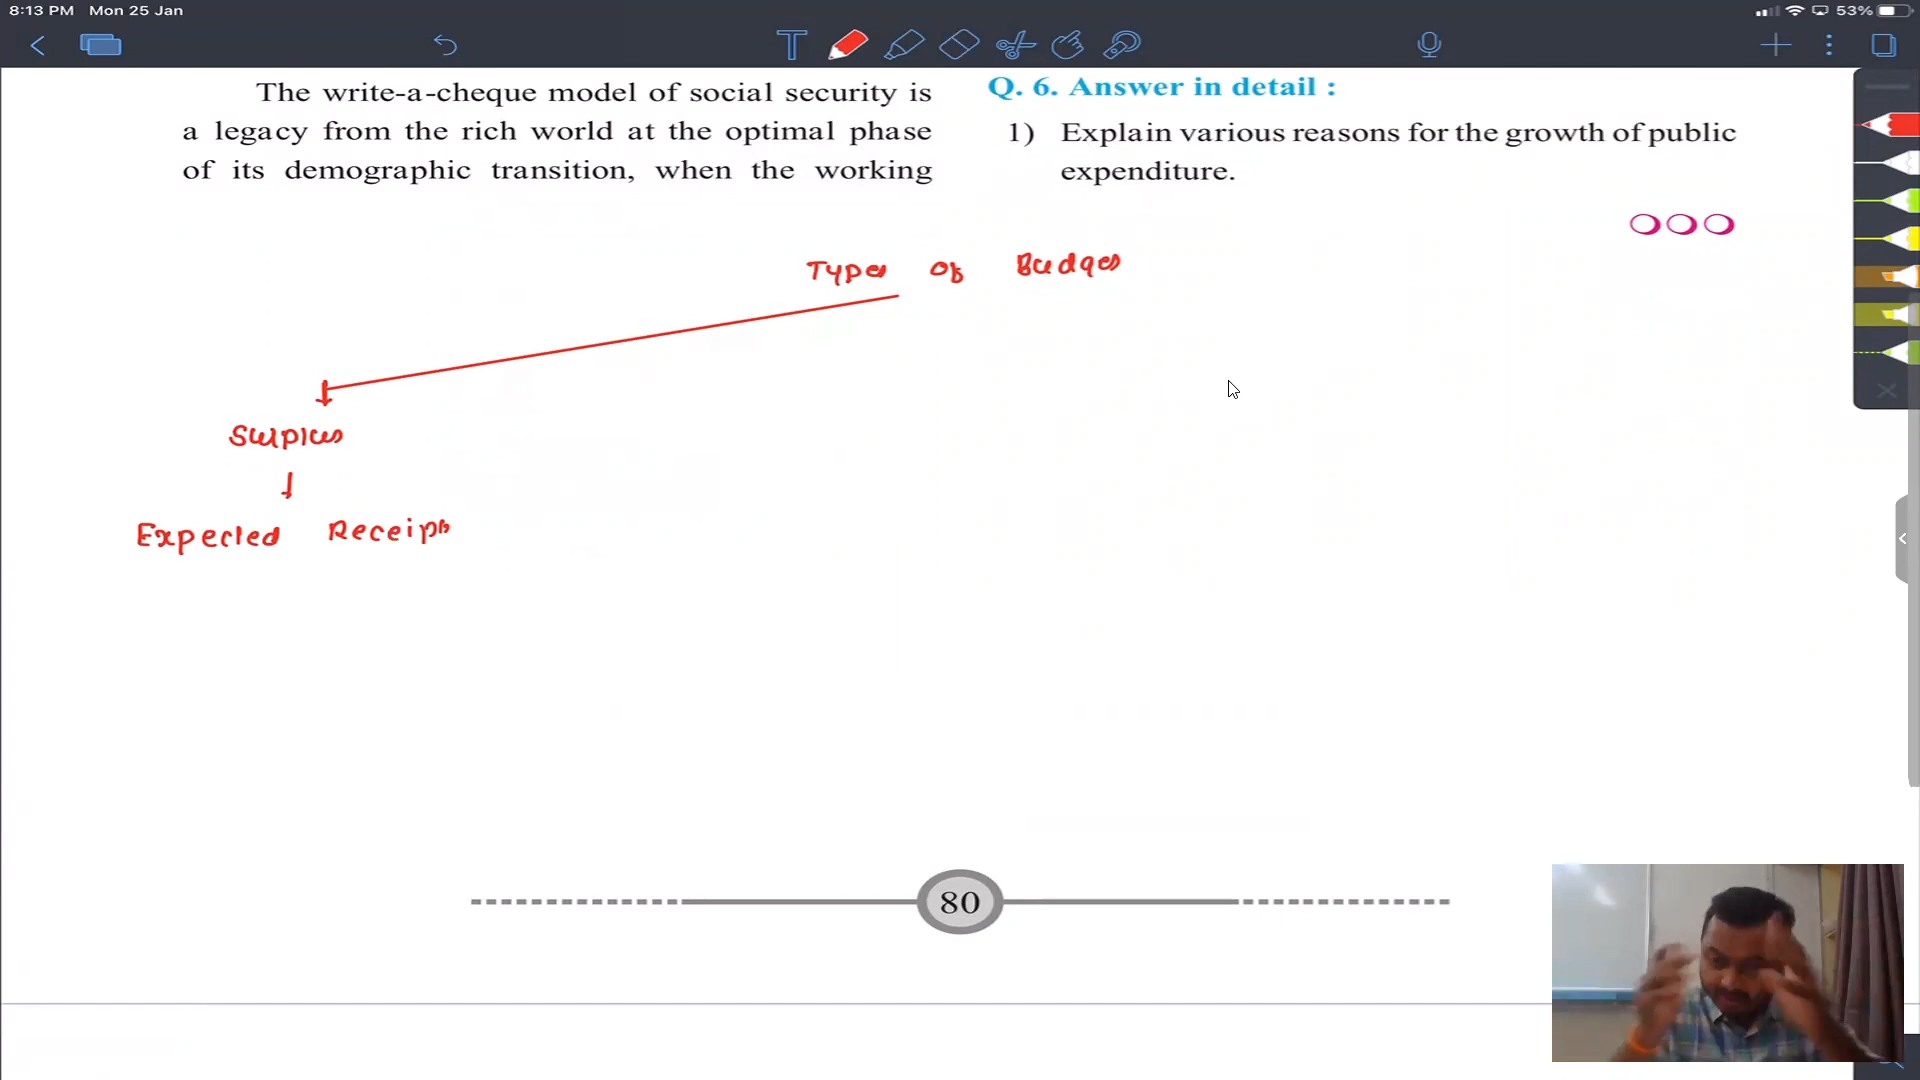 8:13 PM Mon 25 Jan
53%
The write-a-cheque model of social security is
a legacy from the rich world at the optimal phase
of its demographic transition, when the working
Q. 6. Answer in detail :
1) Explain various reasons for the growth of public
expenditure.
Types of Budges
Surplus
Expected Receipts
80